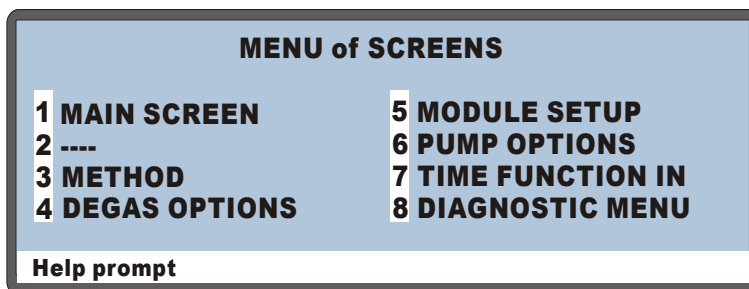 MENU of SCREENS
1 MAIN SCREEN
2 ----
3 METHOD
4 DEGAS OPTIONS
5 MODULE SETUP
6 PUMP OPTIONS
7 TIME FUNCTION IN
8 DIAGNOSTIC MENU
Help prompt